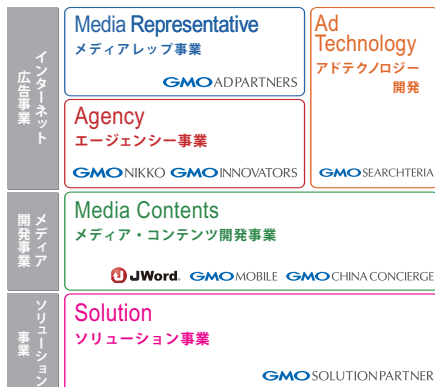 インターネット
広告事業
Media Representative
メディアレップ事業
GMO AD PARTNERS
Agency
エージェンシー事業
GMO NIKKO GMO INNOVATORS
Ad
Technology
アドテクノロジー
開発
GMO SEARCHTERIA
メディア
開発事業
Media Contents
メディア・コンテンツ開発事業
JWord. GMO MOBILE GMO CHINA CONCIERGE
ソリューション
事業
Solution
ソリューション事業
GMO SOLUTION PARTNER